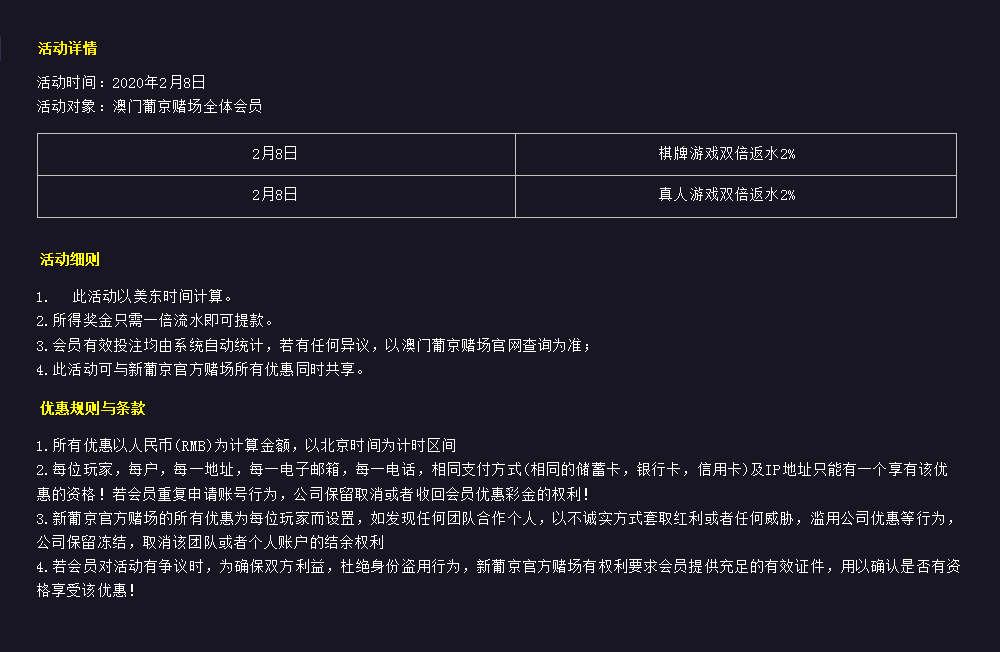 活动详情
活动时间：2020年2月8日
活动对象：澳门葡京赌场全体会员
2月8日 棋牌游戏双倍返水2%
2月8日 真人游戏双倍返水2%
活动细则
1. 此活动以美东时间计算。
2.所得奖金只需一倍流水即可提款。
3.会员有效投注均由系统自动统计，若有任何异议，以澳门葡京赌场官网查询为准；
4.此活动可与新葡京官方赌场所有优惠同时共享。
优惠规则与条款
1.所有优惠以人民币(RMB)为计算金额，以北京时间为计时区间
2.每位玩家，每户，每一地址，每一电子邮箱，每一电话，相同支付方式(相同的储蓄卡，银行卡，信用卡)及IP地址只能有一个享有该优
惠的资格！若会员重复申请账号行为，公司保留取消或者收回会员优惠彩金的权利！
3.新葡京官方赌场的所有优惠为每位玩家而设置，如发现任何团队合作个人，以不诚实方式套取红利或者任何威胁，滥用公司优惠等行为，
公司保留冻结，取消该团队或者个人账户的结余权利
4.若会员对活动有争议时，为确保双方利益，杜绝身份盗用行为，新葡京官方赌场有权利要求会员提供充足的有效证件，用以确认是否有资
格享受该优惠！